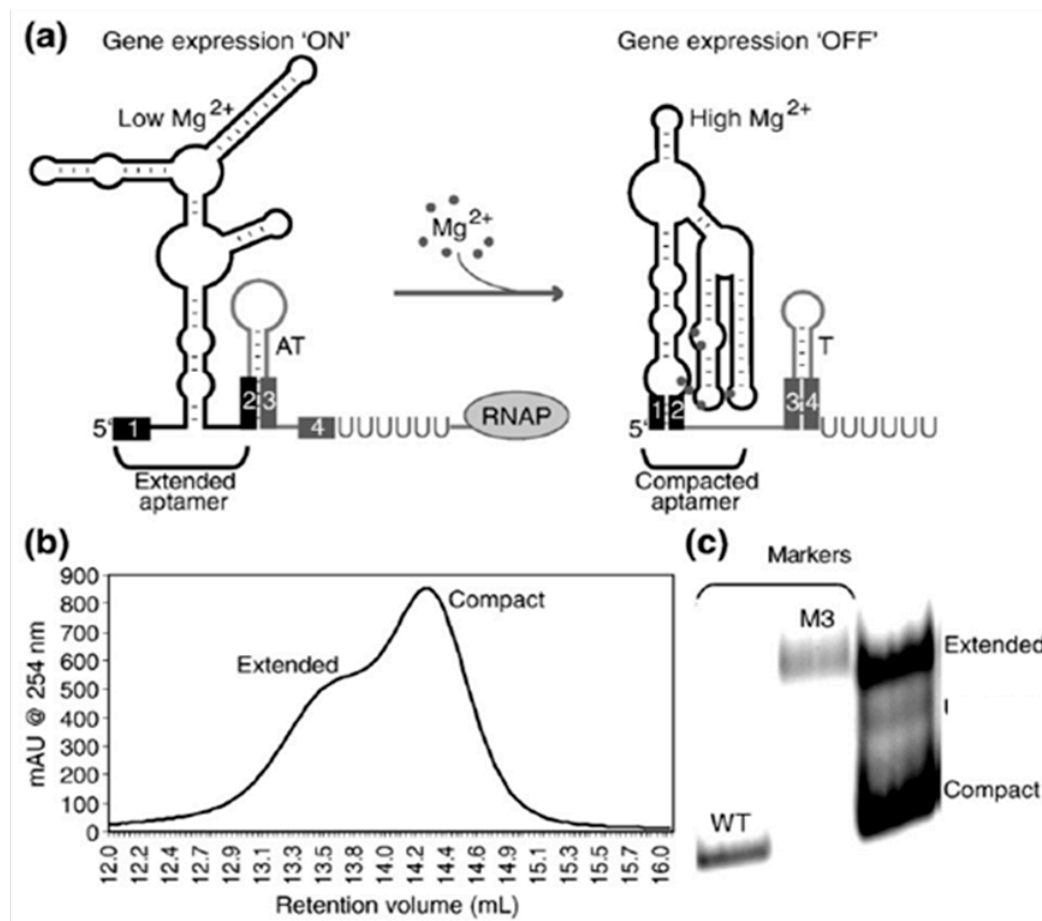 (a)
Gene expression 'ON'
Gene expression 'OFF'
Low Mg2+
High Mg2+
Mg2+
AT
T
2 3
1 2
3 4
5' 1
4 UUUUUU
RNAP
5'
UUUUUU
Extended
aptamer
Compacted
aptamer
(b)
mAU @ 254 nm
900
800
700
600
500
400
300
200
100
0
Extended
Compact
12.0 12.2 12.4 12.7 12.9 13.1 13.3 13.5 13.8 14.0 14.2 14.4 14.6 14.9 15.1 15.3 15.5 15.7 16.0
Retention volume (mL)
(c)
Markers
M3
WT
Extended
I
Compact